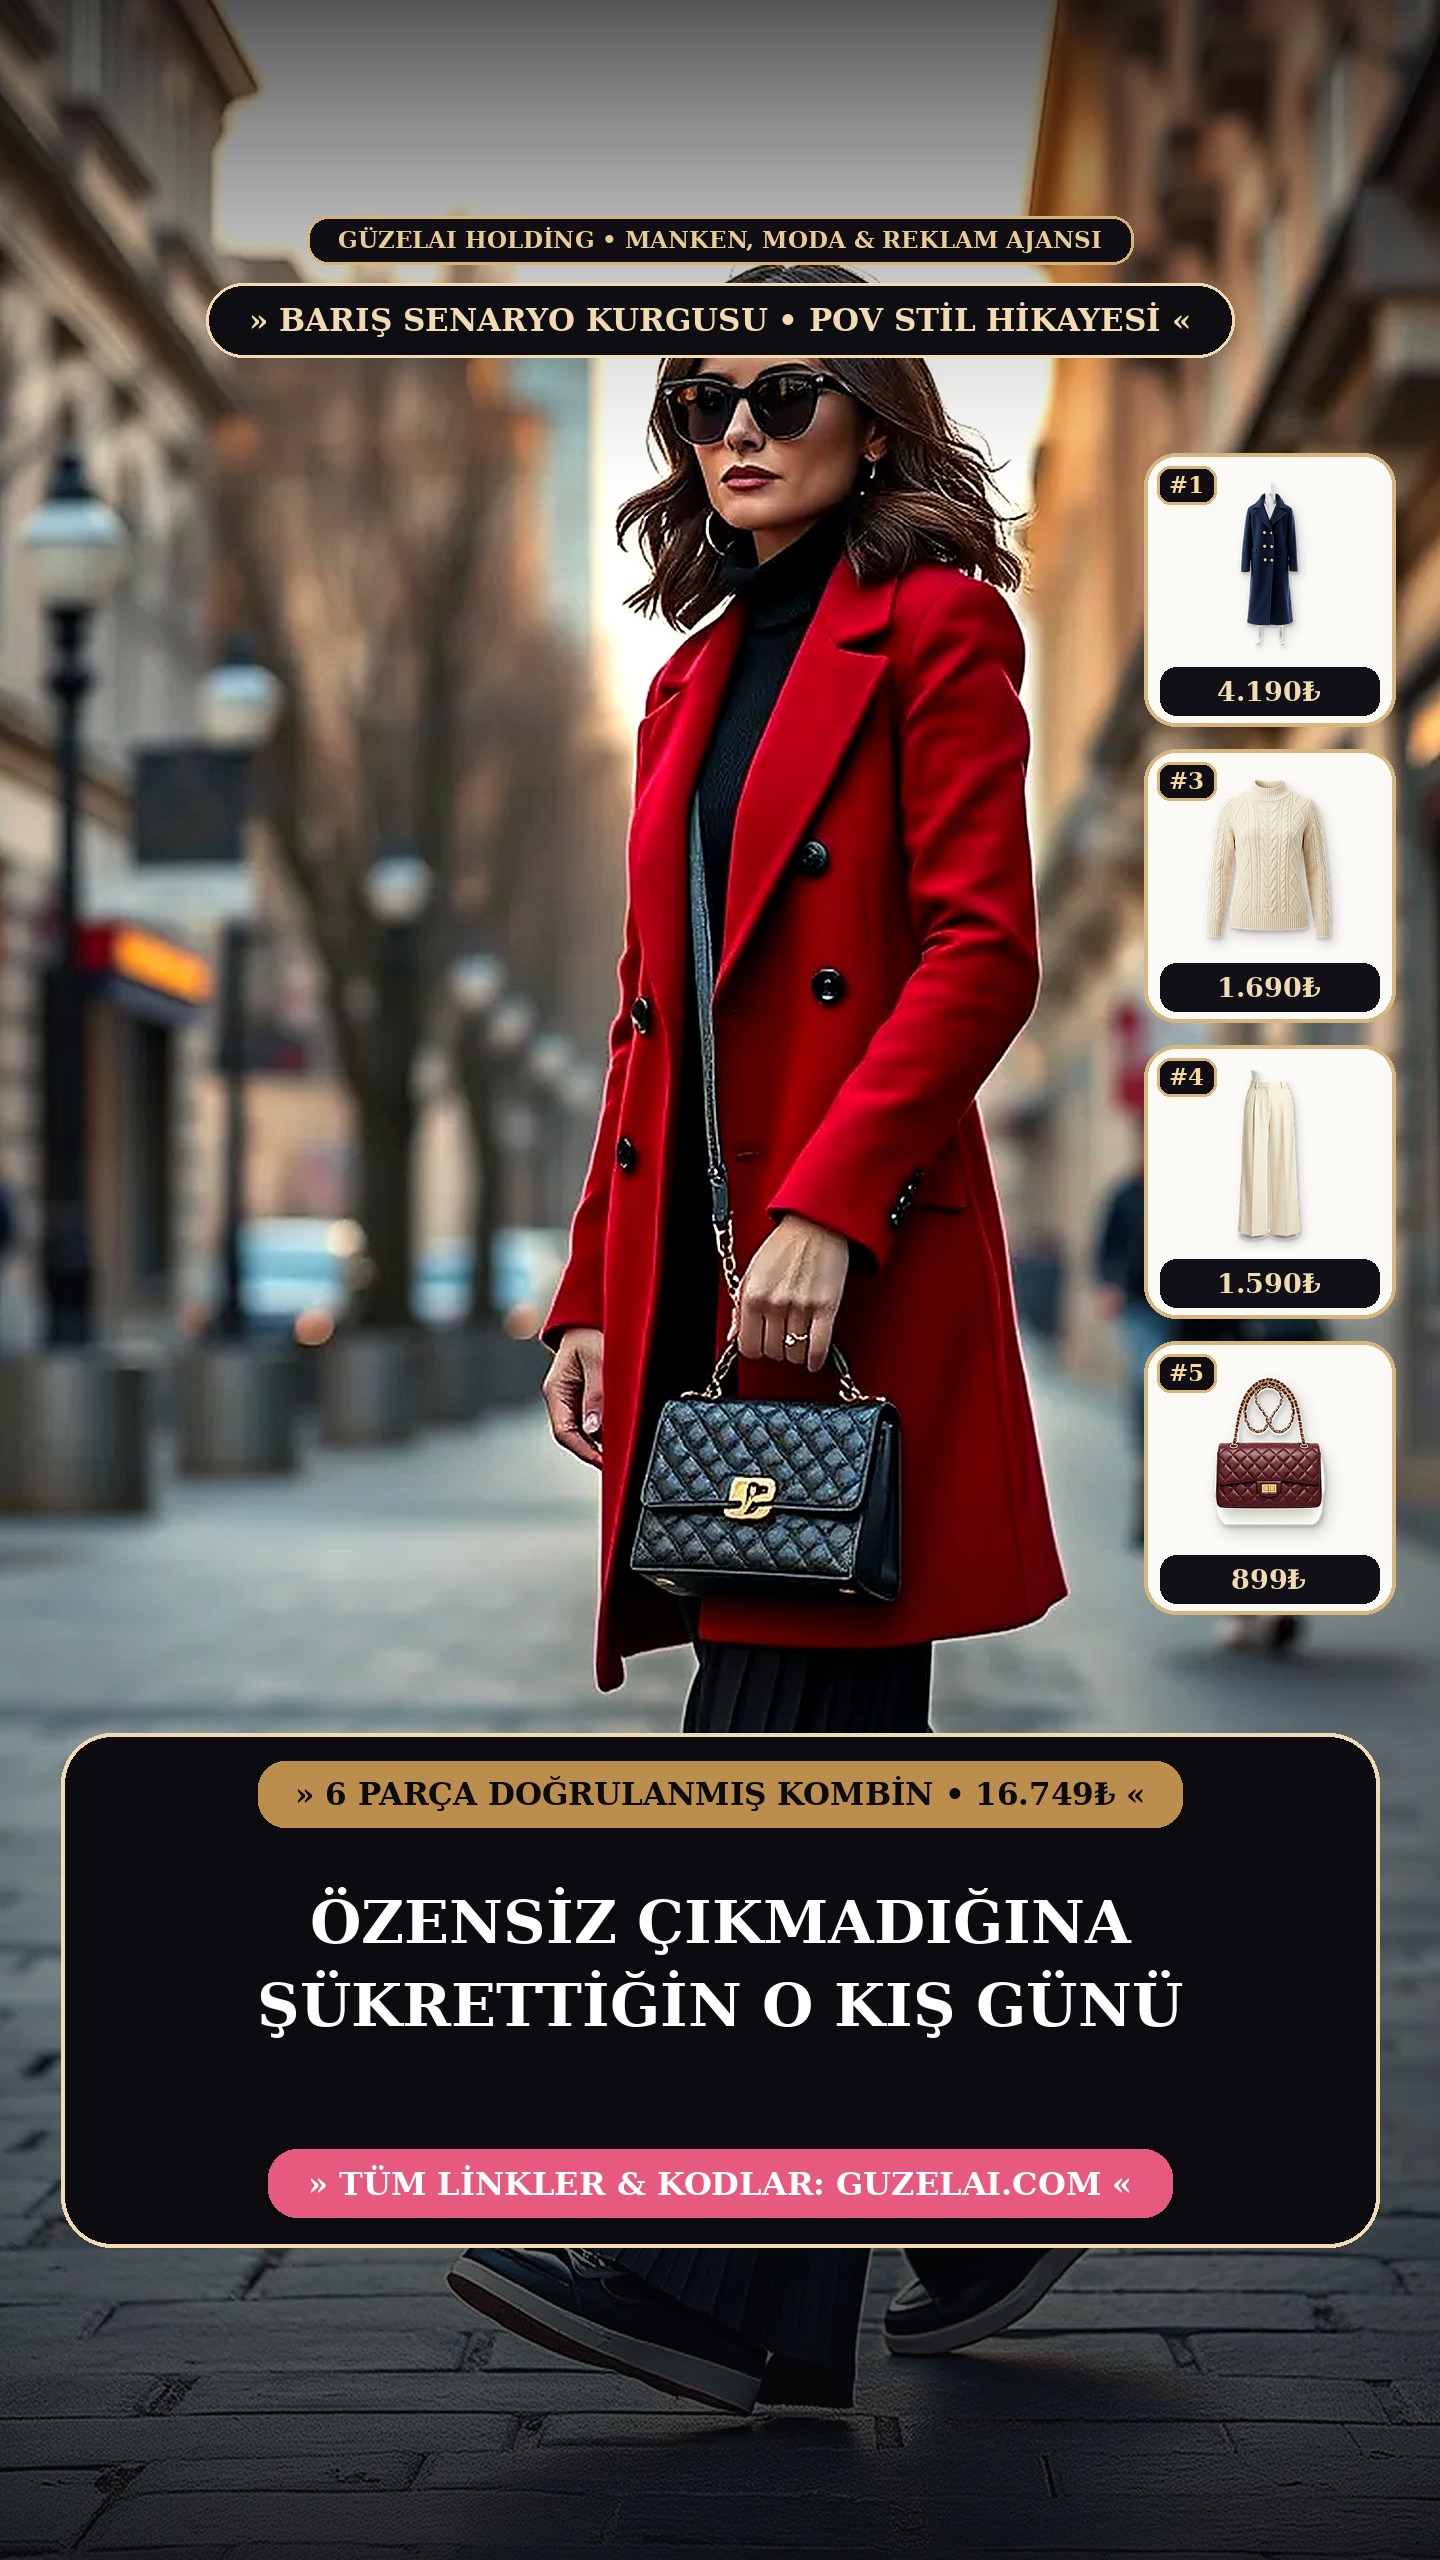 GÜZELAI HOLDİNG • MANKEN, MODA & REKLAM AJANSI
» BARIŞ SENARYO KURGUSU • POV STİL HİKAYESİ «
#1
4.190₺
#3
1.690₺
#4
1.590₺
#5
899₺
» 6 PARÇA DOĞRULANMIŞ KOMBİN • 16.749₺ «
ÖZENSİZ ÇIKMADIĞINA
ŞÜKRETTİĞİN O KIŞ GÜNÜ
» TÜM LİNKLER & KODLAR: GUZELAI.COM «